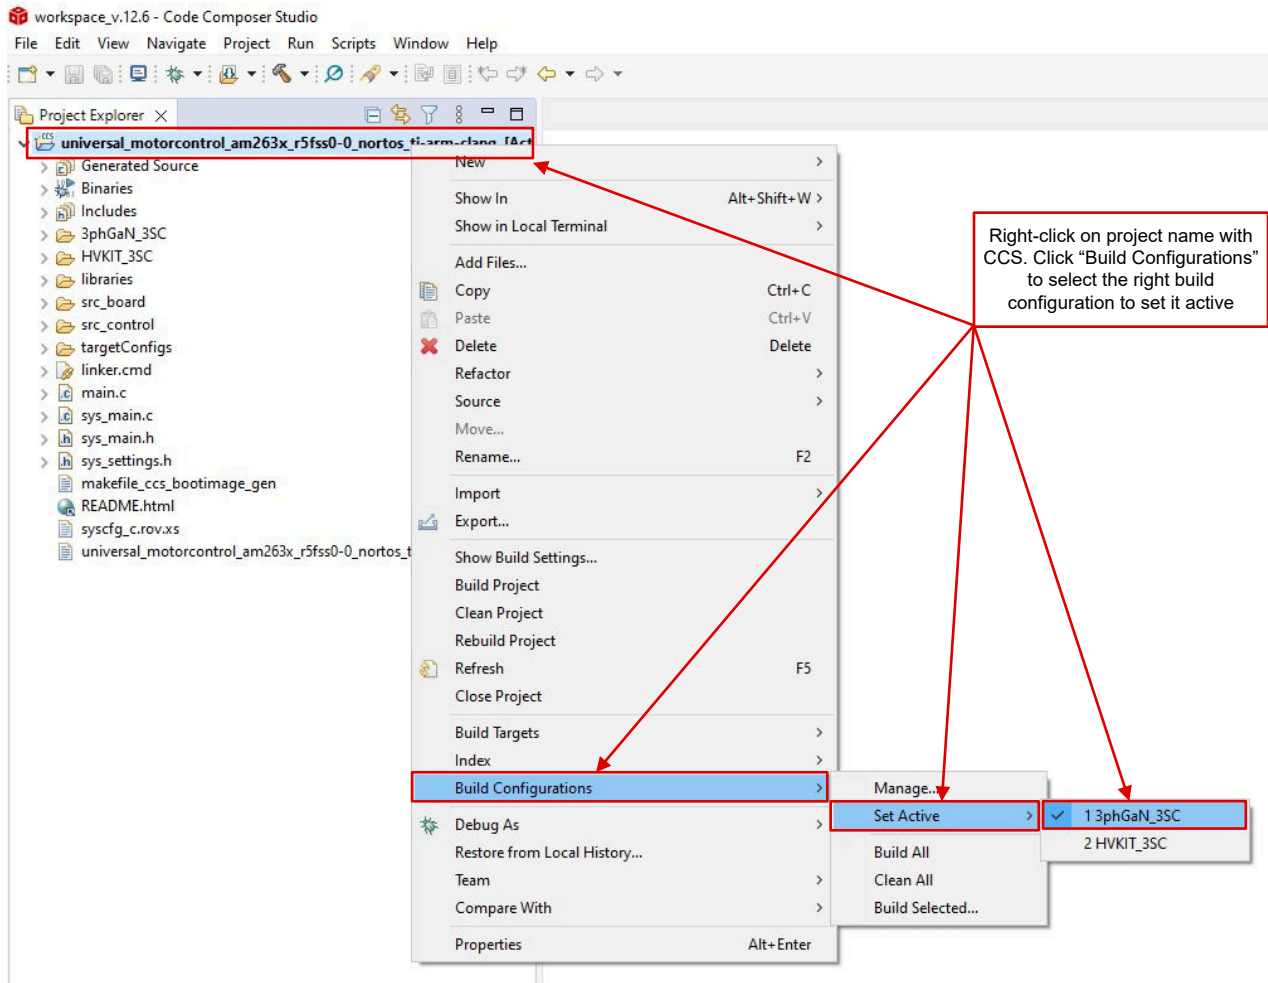 workspace_v.12.6 - Code Composer Studio
File Edit View Navigate Project Run Scripts Window Help
Project Explorer
universal_motorcontrol_am263x_r5fss0-0_nortos_ti-arm-clang [Act
Generated Source
Binaries
Includes
3phGaN_3SC
HVKIT_3SC
libraries
src_board
src_control
targetConfigs
linker.cmd
main.c
sys_main.c
sys_main.h
sys_settings.h
makefile_ccs_bootimage_gen
README.html
syscfg_c.rov.xs
universal_motorcontrol_am263x_r5fss0-0_nortos_t
New
Show In Alt+Shift+W
Show in Local Terminal
Add Files...
Copy Ctrl+C
Paste Ctrl+V
Delete Delete
Refactor
Source
Move...
Rename... F2
Import
Export...
Show Build Settings...
Build Project
Clean Project
Rebuild Project
Refresh F5
Close Project
Build Targets
Index
Build Configurations
Debug As
Restore from Local History...
Team
Compare With
Properties Alt+Enter
Manage...
Set Active
Build All
Clean All
Build Selected...
1 3phGaN_3SC
2 HVKIT_3SC
Right-click on project name with
CCS. Click “Build Configurations”
to select the right build
configuration to set it active